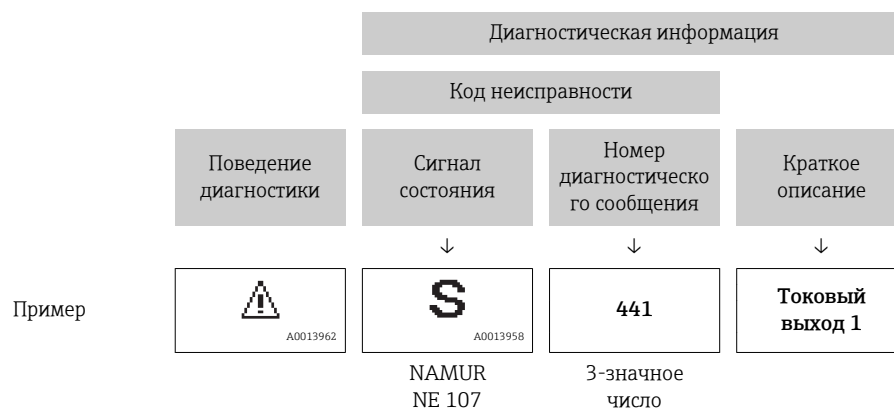 Диагностическая информация
Код неисправности
Поведение
диагностики
Сигнал
состояния
Номер
диагностическо
го сообщения
Краткое
описание
↓
↓
↓
Пример
A0013962
S
A0013958
441
Токовый
выход 1
NAMUR
NE 107
3-значное
число